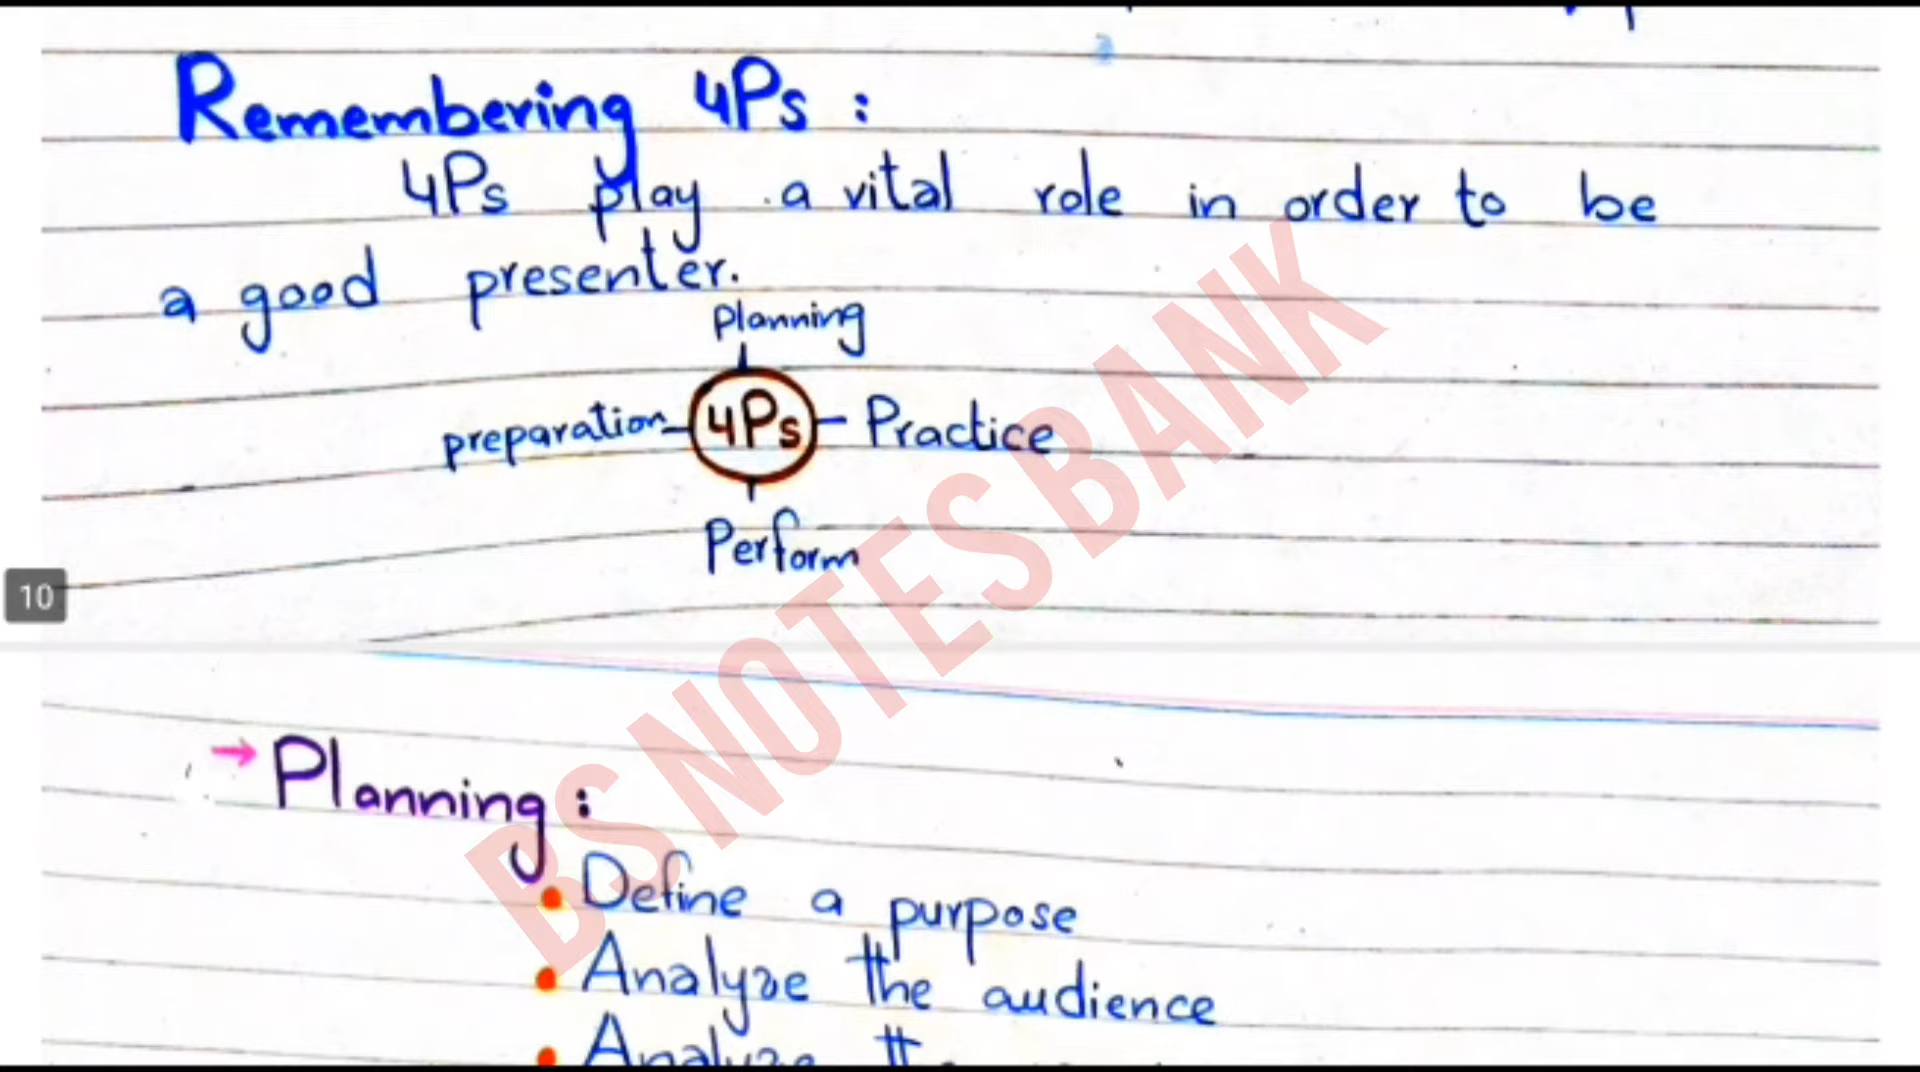 Remembering 4Ps :
4Ps play a vital role in order to be
a good presenter.
planning
preparation 4Ps Practice
Perform
10
→ Planning :
• Define a purpose
• Analyze the audience
• Analyze
BS NOTES BANK